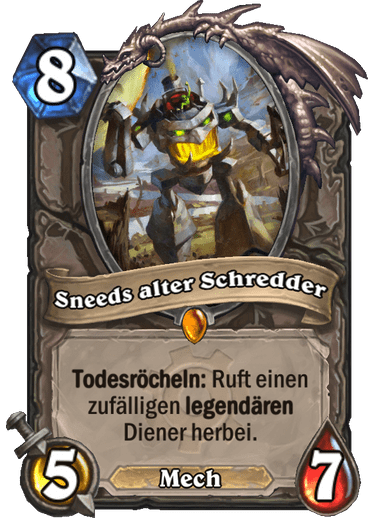 8
Sneeds alter Schredder
Todesröcheln: Ruft einen
zufälligen legendären
Diener herbei.
5
Mech
7